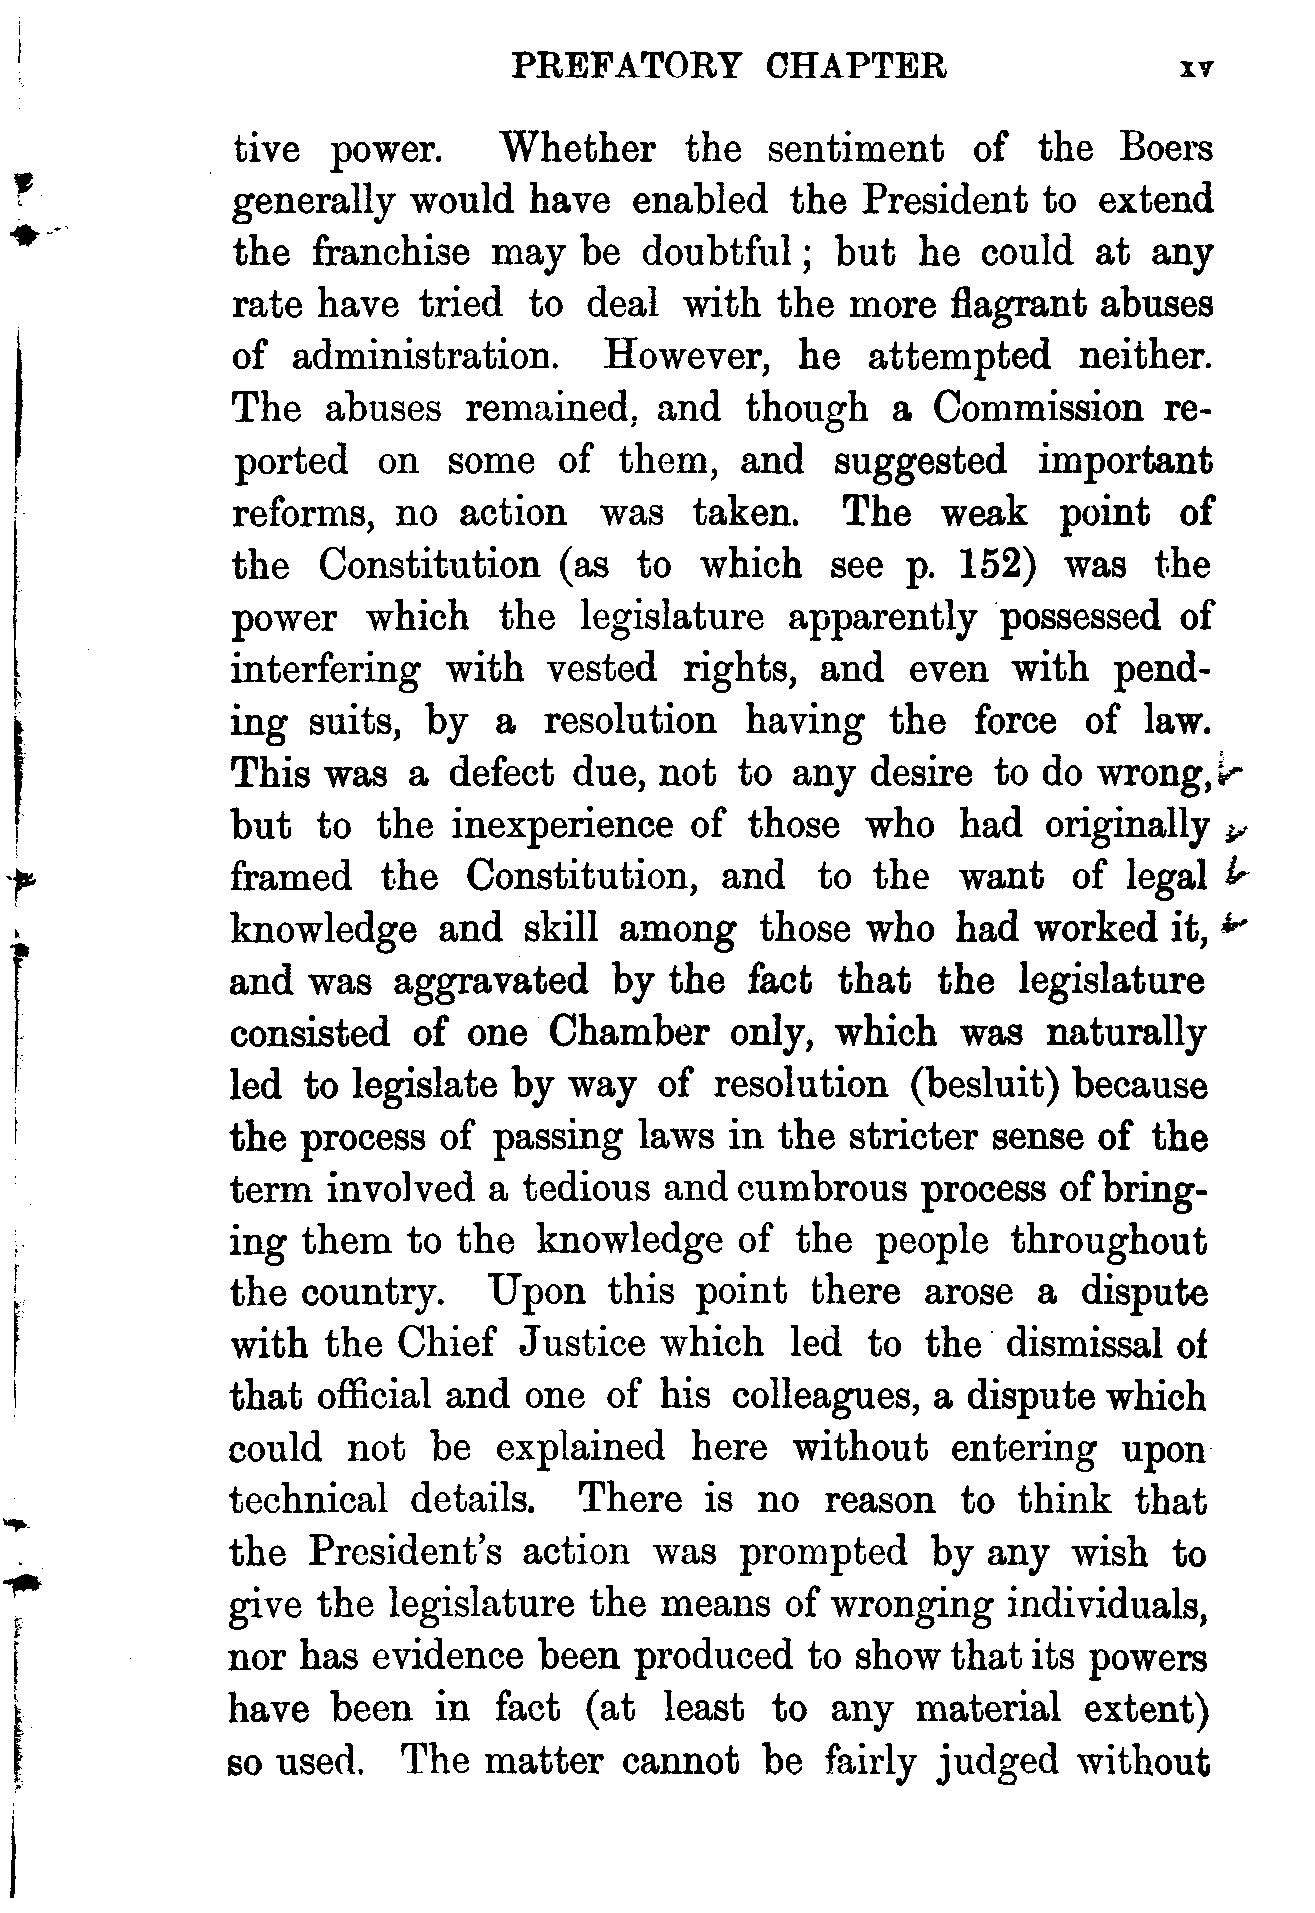 PREFATORY CHAPTER xv
tive power. Whether the sentiment of the Boers
generally would have enabled the President to extend
the franchise may be doubtful; but he could at any
rate have tried to deal with the more flagrant abuses
of administration. However, he attempted neither.
The abuses remained, and though a Commission re-
ported on some of them, and suggested important
reforms, no action was taken. The weak point of
the Constitution (as to which see p. 152) was the
power which the legislature apparently possessed of
interfering with vested rights, and even with pend-
ing suits, by a resolution having the force of law.
This was a defect due, not to any desire to do wrong,
but to the inexperience of those who had originally
framed the Constitution, and to the want of legal
knowledge and skill among those who had worked it,
and was aggravated by the fact that the legislature
consisted of one Chamber only, which was naturally
led to legislate by way of resolution (besluit) because
the process of passing laws in the stricter sense of the
term involved a tedious and cumbrous process of bring-
ing them to the knowledge of the people throughout
the country. Upon this point there arose a dispute
with the Chief Justice which led to the dismissal of
that official and one of his colleagues, a dispute which
could not be explained here without entering upon
technical details. There is no reason to think that
the President's action was prompted by any wish to
give the legislature the means of wronging individuals,
nor has evidence been produced to show that its powers
have been in fact (at least to any material extent)
so used. The matter cannot be fairly judged without